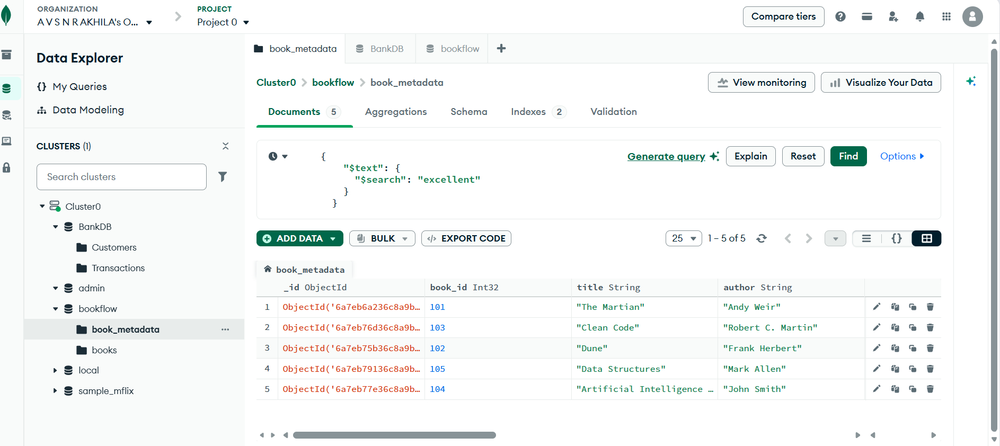 ORGANIZATION
A V S N R AKHILA's O...
PROJECT
Project 0
Compare tiers
Data Explorer
My Queries
Data Modeling
CLUSTERS (1)
Search clusters
Cluster0
BankDB
Customers
Transactions
admin
bookflow
book_metadata
books
local
sample_mflix
book_metadata
BankDB
bookflow
Cluster0 > bookflow > book_metadata
View monitoring
Visualize Your Data
Documents 5
Aggregations
Schema
Indexes 2
Validation
{
"$text": {
"$search": "excellent"
}
}
Generate query
Explain
Reset
Find
Options
ADD DATA
BULK
EXPORT CODE
25
1 – 5 of 5
{}
book_metadata
_id ObjectId book_id Int32 title String author String
1 ObjectId('6a7eb6a236c8a9b… 101 "The Martian" "Andy Weir"
2 ObjectId('6a7eb76d36c8a9b… 103 "Clean Code" "Robert C. Martin"
3 ObjectId('6a7eb75b36c8a9b… 102 "Dune" "Frank Herbert"
4 ObjectId('6a7eb79136c8a9b… 105 "Data Structures" "Mark Allen"
5 ObjectId('6a7eb77e36c8a9b… 104 "Artificial Intelligence … "John Smith"